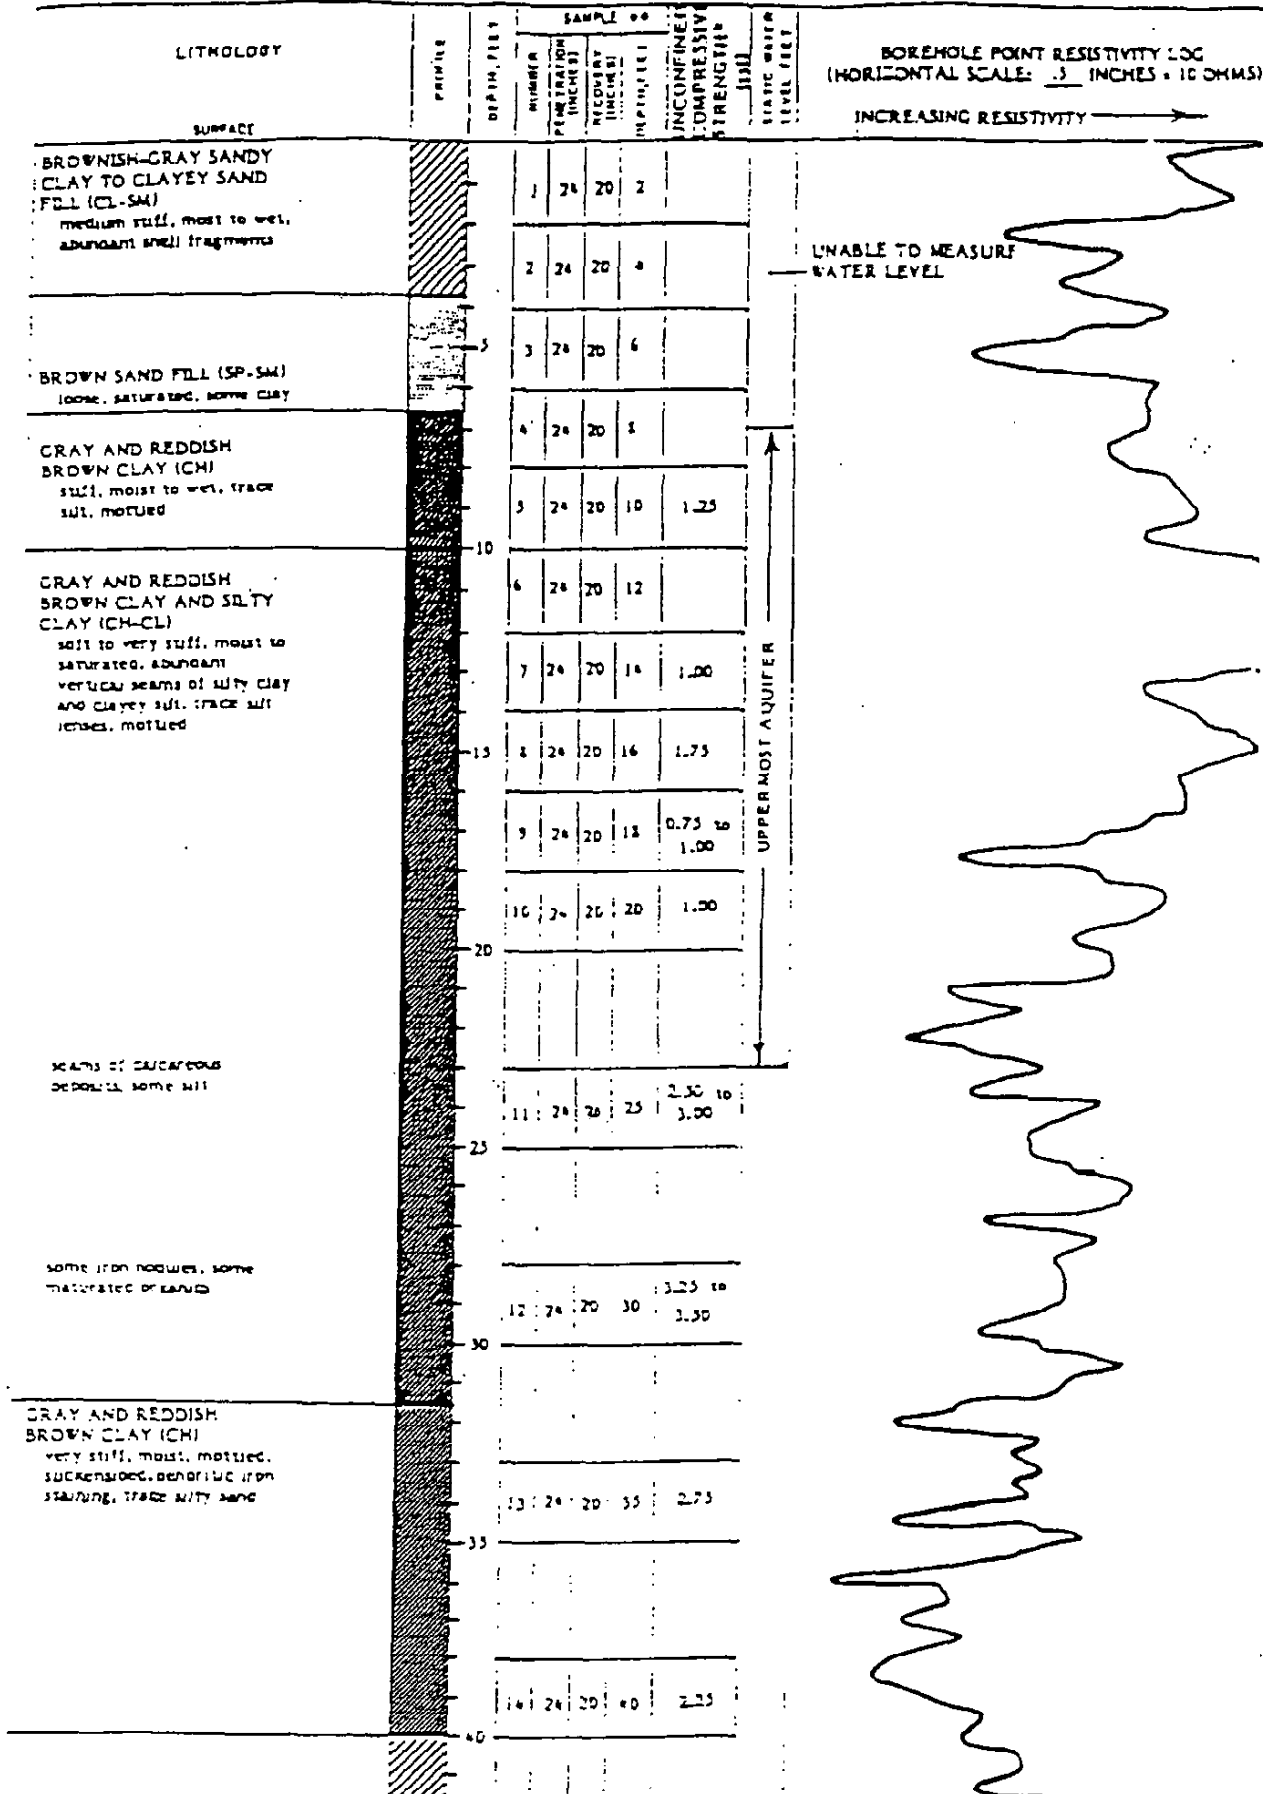 LITHOLOGY
SURFACE
PROFILE
DEPTH, FEET
SAMPLE **
NUMBER
PENETRATION (INCHES)
RECOVERY (INCHES)
DEPTH, FEET
UNCONFINED
COMPRESSIVE
STRENGTH
STATIC WATER
LEVEL FEET
BOREHOLE POINT RESISTIVITY LOG
(HORIZONTAL SCALE: .5 INCHES = 10 OHMS)
INCREASING RESISTIVITY
BROWNISH-GRAY SANDY
CLAY TO CLAYEY SAND
FILL (CL-SM)
medium stiff, moist to wet,
abundant shell fragments
1 24 20 2
2 24 20 4
UNABLE TO MEASURE
WATER LEVEL
5
3 24 20 6
BROWN SAND FILL (SP-SM)
loose, saturated, some clay
4 24 20 8
GRAY AND REDDISH
BROWN CLAY (CH)
stiff, moist to wet, trace
silt, mottled
5 24 20 10 1.25
10
GRAY AND REDDISH
BROWN CLAY AND SILTY
CLAY (CH-CL)
soft to very stiff, moist to
saturated, abundant
vertical seams of silty clay
and clayey silt, trace silt
lenses, mottled
6 24 20 12
7 24 20 14 1.00
15
8 24 20 16 1.75
UPPERMOST AQUIFER
9 24 20 18 0.75 to
1.00
10 24 20 20 1.00
20
seams of calcareous
deposits, some silt
11 24 20 25 2.50 to
3.00
25
some iron nodules, some
maturated organics
12 24 20 30 3.25 to
3.50
30
GRAY AND REDDISH
BROWN CLAY (CH)
very stiff, moist, mottled,
slickensided, dendritic iron
staining, trace silty sand
13 24 20 35 2.75
35
14 24 20 40 2.25
40